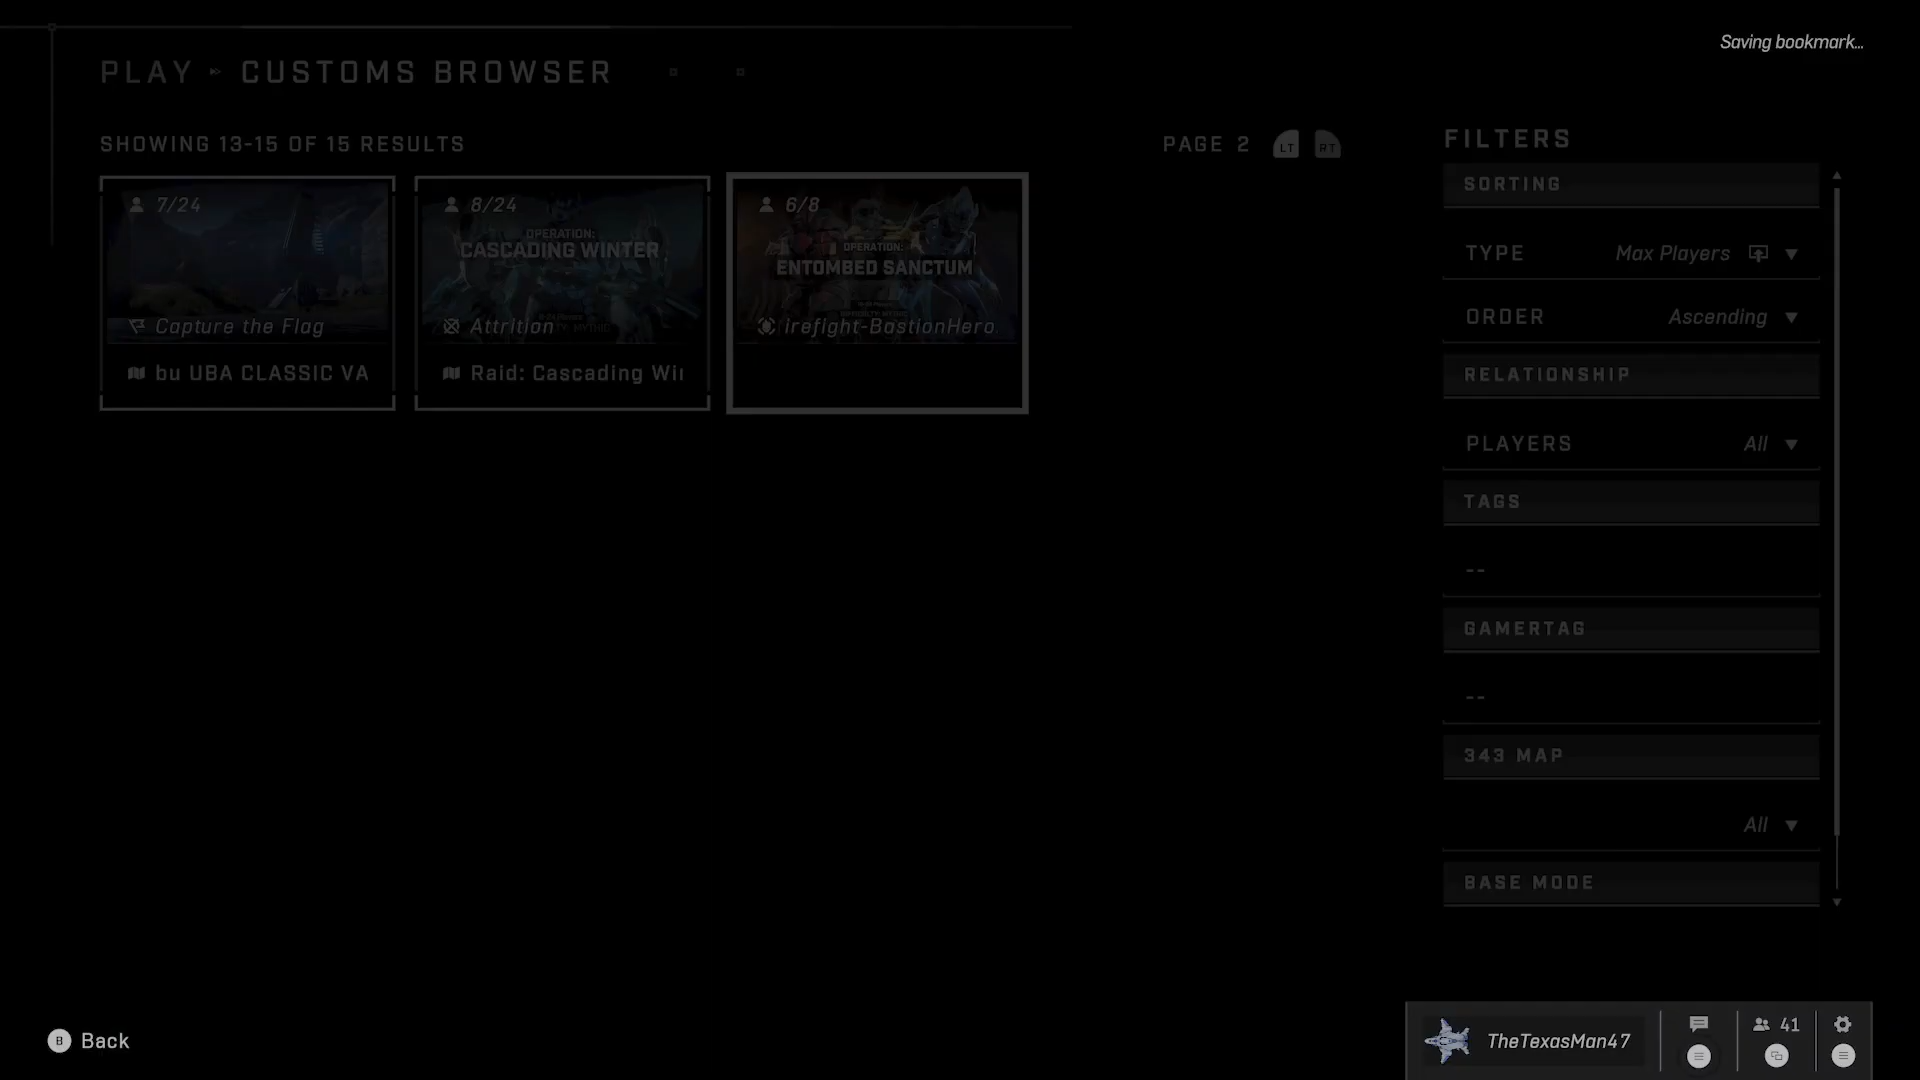 Saving bookmark...
PLAY CUSTOMS BROWSER
SHOWING 13-15 OF 15 RESULTS
PAGE 2 LT RT
7/24
Capture the Flag
bu UBA CLASSIC VA
8/24
OPERATION:
CASCADING WINTER
Attrition
Raid: Cascading Wi
6/8
OPERATION:
ENTOMBED SANCTUM
irefight-BastionHero
FILTERS
SORTING
TYPE Max Players
ORDER Ascending
RELATIONSHIP
PLAYERS All
TAGS
--
GAMERTAG
--
343 MAP
All
BASE MODE
B Back
TheTexasMan47
41